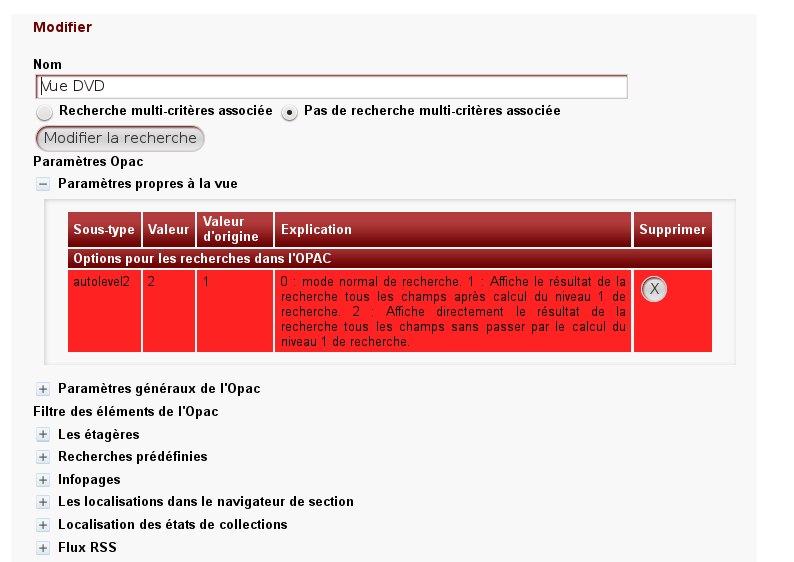 Modifier
Nom
Vue DVD
Recherche multi-critères associée Pas de recherche multi-critères associée
Modifier la recherche
Paramètres Opac
Paramètres propres à la vue
Sous-type Valeur Valeur d'origine Explication Supprimer
Options pour les recherches dans l'OPAC
autolevel2 2 1 0 : mode normal de recherche. 1 : Affiche le résultat de la
recherche tous les champs après calcul du niveau 1 de
recherche. 2 : Affiche directement le résultat de la
recherche tous les champs sans passer par le calcul du
niveau 1 de recherche.
X
Paramètres généraux de l'Opac
Filtre des éléments de l'Opac
Les étagères
Recherches prédéfinies
Infopages
Les localisations dans le navigateur de section
Localisation des états de collections
Flux RSS